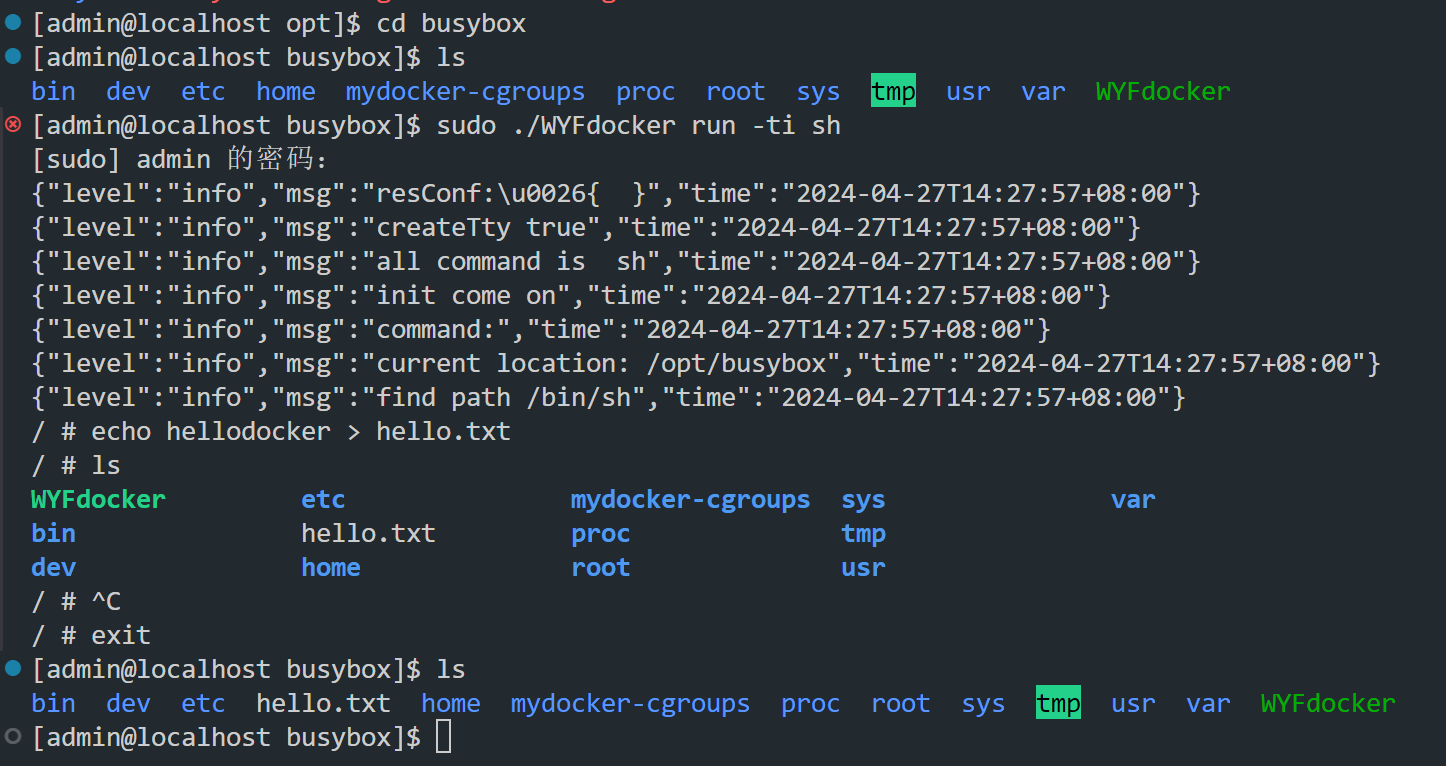 [admin@localhost opt]$ cd busybox
[admin@localhost busybox]$ ls
bin  dev  etc  home  mydocker-cgroups  proc  root  sys  tmp  usr  var  WYFdocker
[admin@localhost busybox]$ sudo ./WYFdocker run -ti sh
[sudo] admin 的密码：
{"level":"info","msg":"resConf:\u0026{  }","time":"2024-04-27T14:27:57+08:00"}
{"level":"info","msg":"createTty true","time":"2024-04-27T14:27:57+08:00"}
{"level":"info","msg":"all command is  sh","time":"2024-04-27T14:27:57+08:00"}
{"level":"info","msg":"init come on","time":"2024-04-27T14:27:57+08:00"}
{"level":"info","msg":"command:","time":"2024-04-27T14:27:57+08:00"}
{"level":"info","msg":"current location: /opt/busybox","time":"2024-04-27T14:27:57+08:00"}
{"level":"info","msg":"find path /bin/sh","time":"2024-04-27T14:27:57+08:00"}
/ # echo hellodocker > hello.txt
/ # ls
WYFdocker         etc               mydocker-cgroups  sys               var
bin               hello.txt         proc              tmp
dev               home              root              usr
/ # ^C
/ # exit
[admin@localhost busybox]$ ls
bin  dev  etc  hello.txt  home  mydocker-cgroups  proc  root  sys  tmp  usr  var  WYFdocker
[admin@localhost busybox]$